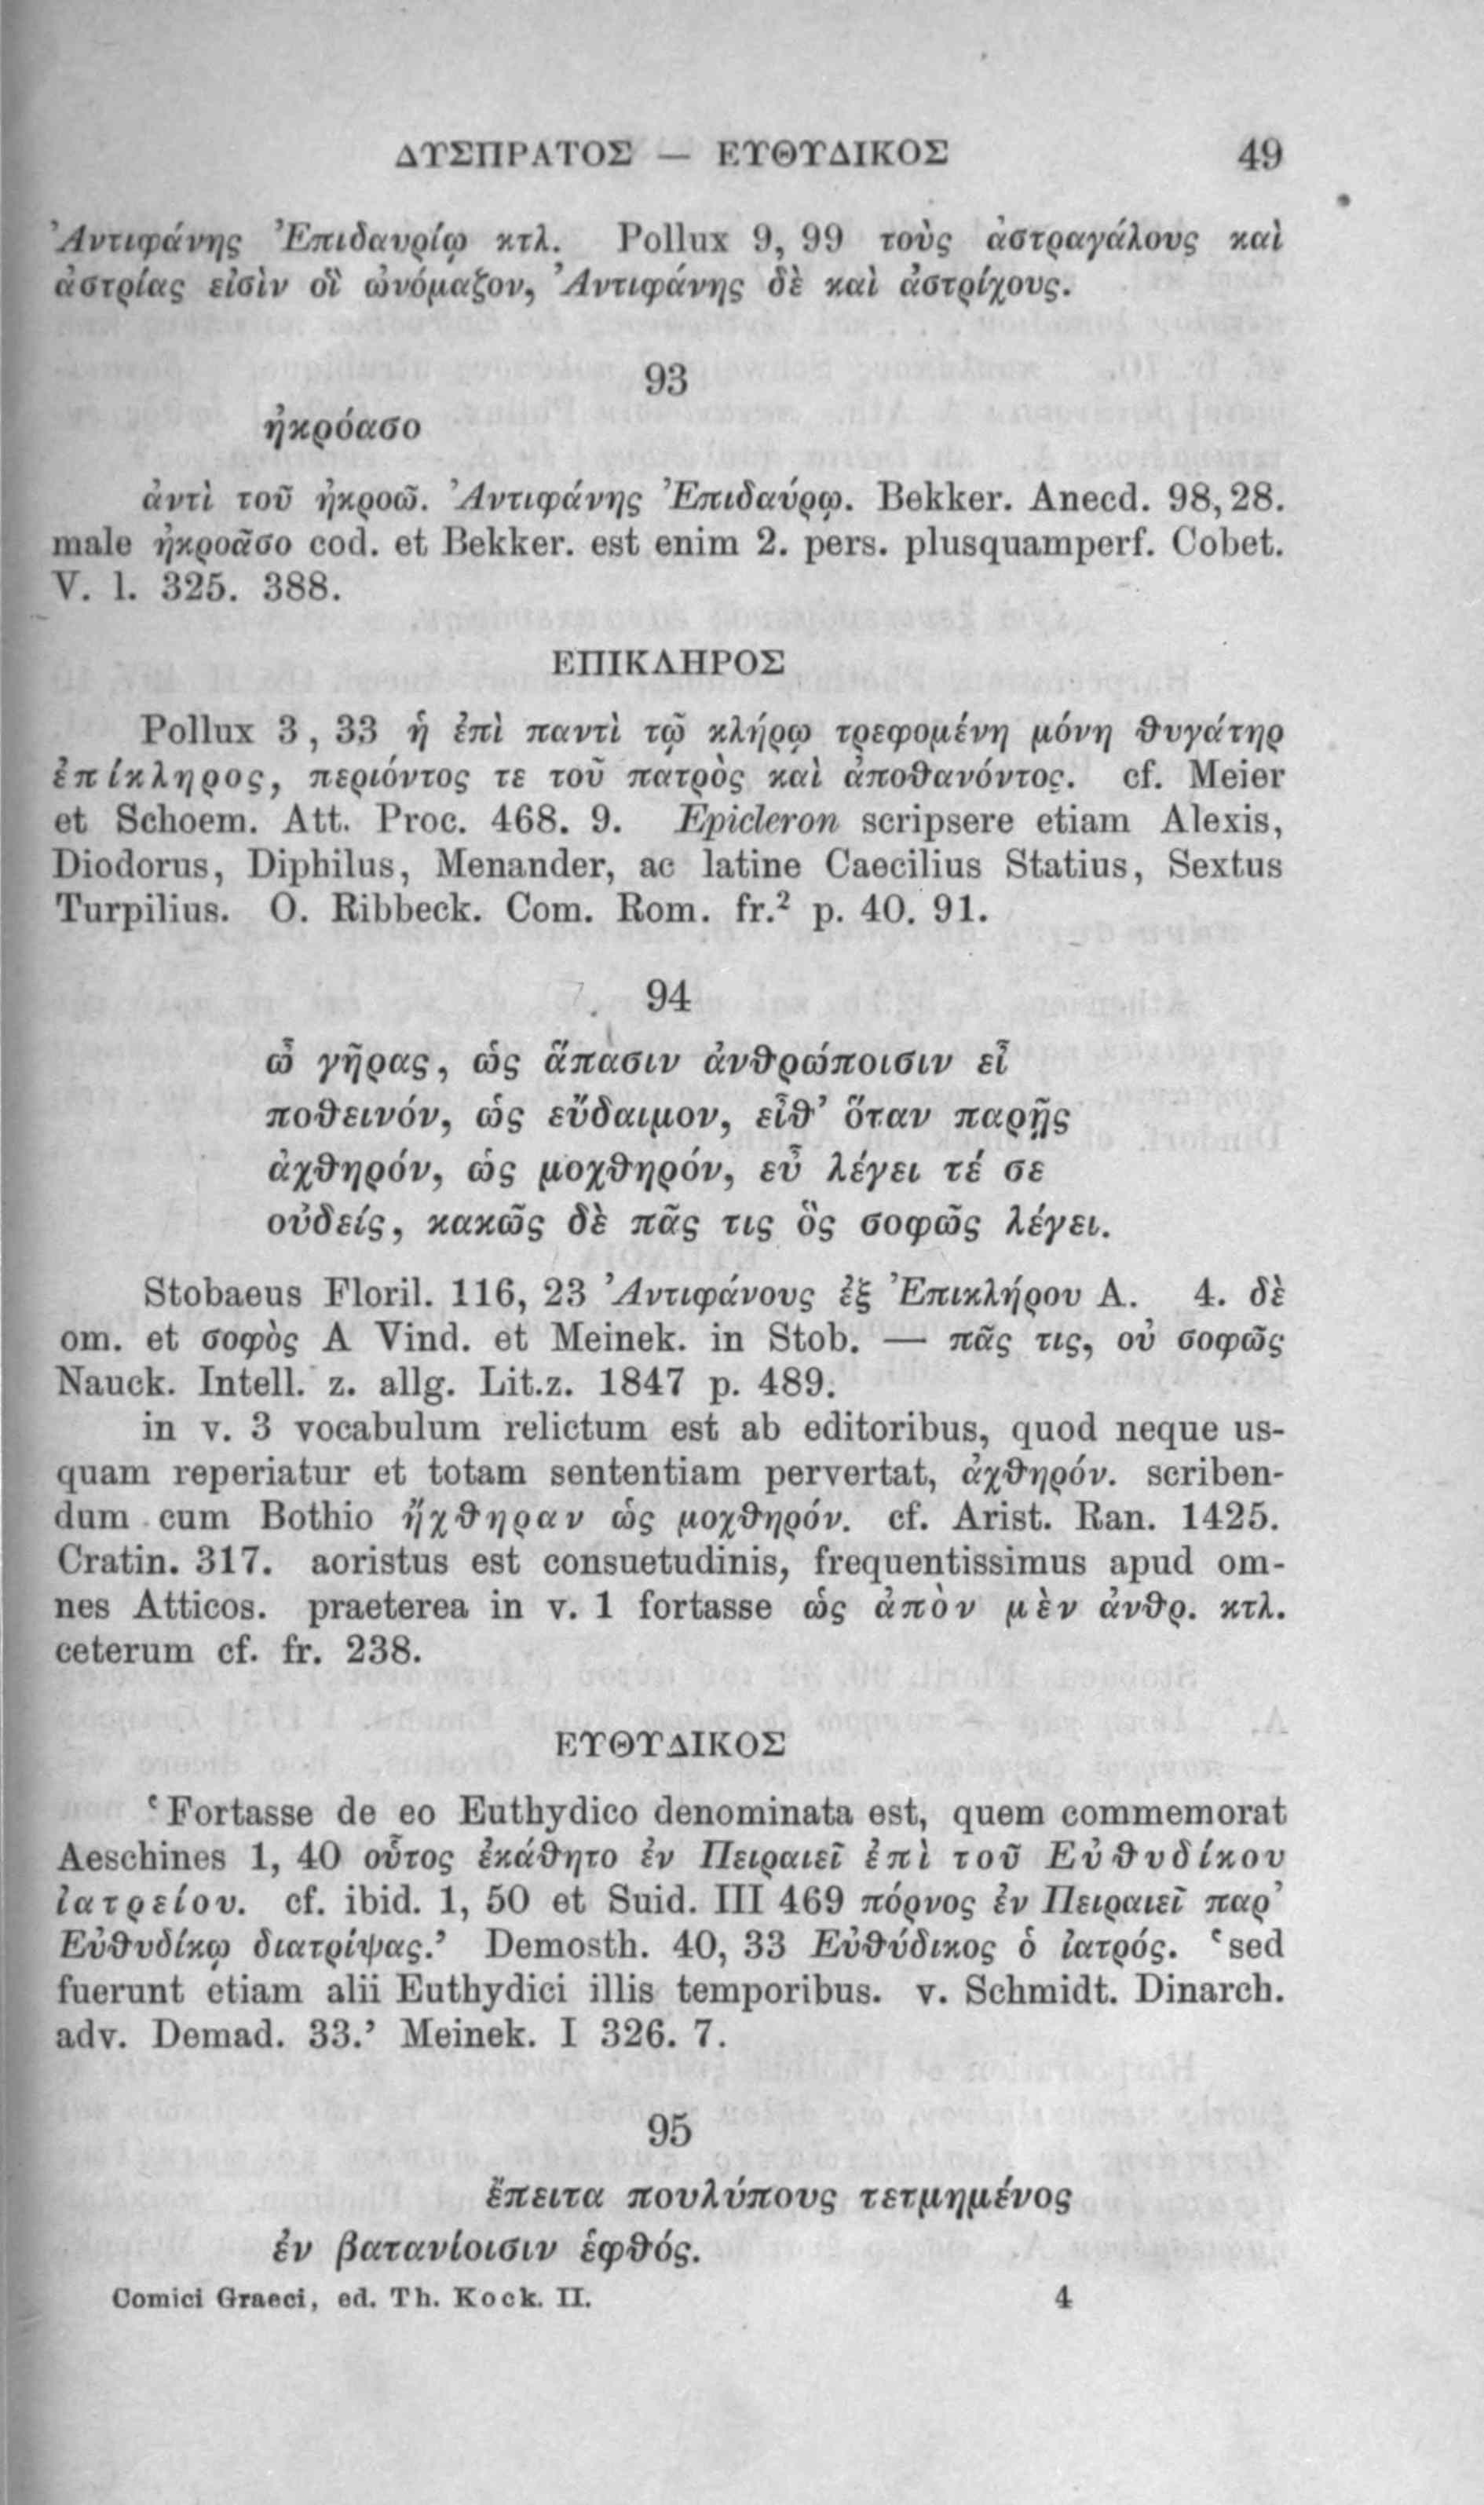 ΔΥΣΠΡΑΤΟΣ — ΕΥΘΥΔΙΚΟΣ 49
Ἀντιφάνης Ἐπιδαυρίῳ κτλ. Pollux 9, 99 τοὺς ἀστραγάλους καὶ
ἀστρίας εἰσὶν οἳ ὠνόμαζον, Ἀντιφάνης δὲ καὶ ἀστρίχους.
93
ἠκρόασο
ἀντὶ τοῦ ἠκροῶ. Ἀντιφάνης Ἐπιδαύρῳ. Bekker. Anecd. 98, 28.
male ἠκροᾶσο cod. et Bekker. est enim 2. pers. plusquamperf. Cobet.
V. l. 325. 388.
ΕΠΙΚΛΗΡΟΣ
Pollux 3, 33 ἡ ἐπὶ παντὶ τῷ κλήρῳ τρεφομένη μόνη θυγάτηρ
ἐπίκληρος, περιόντος τε τοῦ πατρὸς καὶ ἀποθανόντος. cf. Meier
et Schoem. Att. Proc. 468. 9. Epicleron scripsere etiam Alexis,
Diodorus, Diphilus, Menander, ac latine Caecilius Statius, Sextus
Turpilius. O. Ribbeck. Com. Rom. fr.² p. 40. 91.
94
ὦ γῆρας, ὡς ἅπασιν ἀνθρώποισιν εἶ
ποθεινόν, ὡς εὔδαιμον, εἶθ’ ὅταν παρῇς
ἀχθηρόν, ὡς μοχθηρόν, εὖ λέγει τέ σε
οὐδείς, κακῶς δὲ πᾶς τις ὃς σοφῶς λέγει.
Stobaeus Floril. 116, 23 Ἀντιφάνους ἐξ Ἐπικλήρου A. 4. δὲ
om. et σοφὸς A Vind. et Meinek. in Stob. — πᾶς τις, οὐ σοφῶς
Nauck. Intell. z. allg. Lit.z. 1847 p. 489.
in v. 3 vocabulum relictum est ab editoribus, quod neque us-
quam reperiatur et totam sententiam pervertat, ἀχθηρόν. scriben-
dum cum Bothio ἤχθηραν ὡς μοχθηρόν. cf. Arist. Ran. 1425.
Cratin. 317. aoristus est consuetudinis, frequentissimus apud om-
nes Atticos. praeterea in v. 1 fortasse ὡς ἀπὸν μὲν ἀνθρ. κτλ.
ceterum cf. fr. 238.
ΕΥΘΥΔΙΚΟΣ
‘Fortasse de eo Euthydico denominata est, quem commemorat
Aeschines 1, 40 οὗτος ἐκάθητο ἐν Πειραιεῖ ἐπὶ τοῦ Εὐθυδίκου
ἰατρείου. cf. ibid. 1, 50 et Suid. III 469 πόρνος ἐν Πειραιεῖ παρ’
Εὐθυδίκῳ διατρίψας.’ Demosth. 40, 33 Εὐθύδικος ὁ ἰατρός. ‘sed
fuerunt etiam alii Euthydici illis temporibus. v. Schmidt. Dinarch.
adv. Demad. 33.’ Meinek. I 326. 7.
95
ἔπειτα πουλύπους τετμημένος
ἐν βατανίοισιν ἑφθός.
Comici Graeci, ed. Th. Kock. II. 4